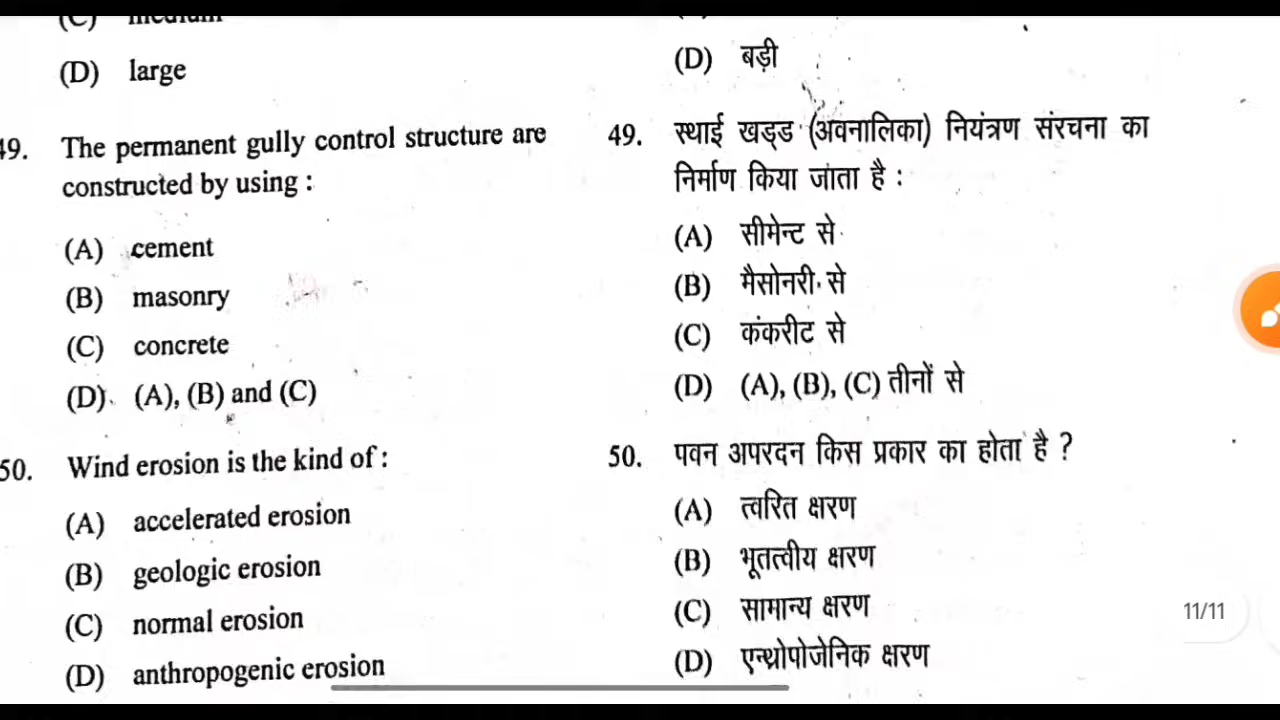 (C) medium
(D) large
49. The permanent gully control structure are
constructed by using :
(A) cement
(B) masonry
(C) concrete
(D) (A), (B) and (C)
50. Wind erosion is the kind of :
(A) accelerated erosion
(B) geologic erosion
(C) normal erosion
(D) anthropogenic erosion
(D) बड़ी
49. स्थाई खड्ड (अवनालिका) नियंत्रण संरचना का
निर्माण किया जाता है :
(A) सीमेन्ट से
(B) मैसोनरी से
(C) कंकरीट से
(D) (A), (B), (C) तीनों से
50. पवन अपरदन किस प्रकार का होता है ?
(A) त्वरित क्षरण
(B) भूतत्वीय क्षरण
(C) सामान्य क्षरण
(D) एन्थ्रोपोजेनिक क्षरण
11/11